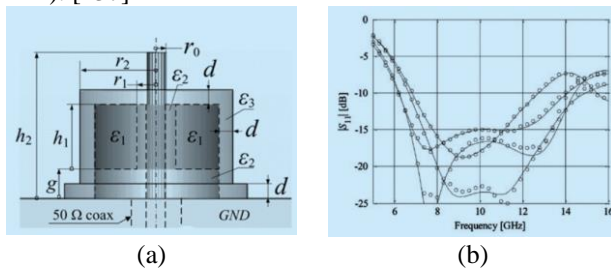 r₀
r₂
r₁
ε₂
d
ε₃
h₂
h₁
ε₁
ε₁
d
ε₂
g
d
50 Ω coax
GND
0
-5
-10
-15
-20
-25
|S₁₁| [dB]
6
8
10
12
14
16
Frequency [GHz]
(a)
(b)